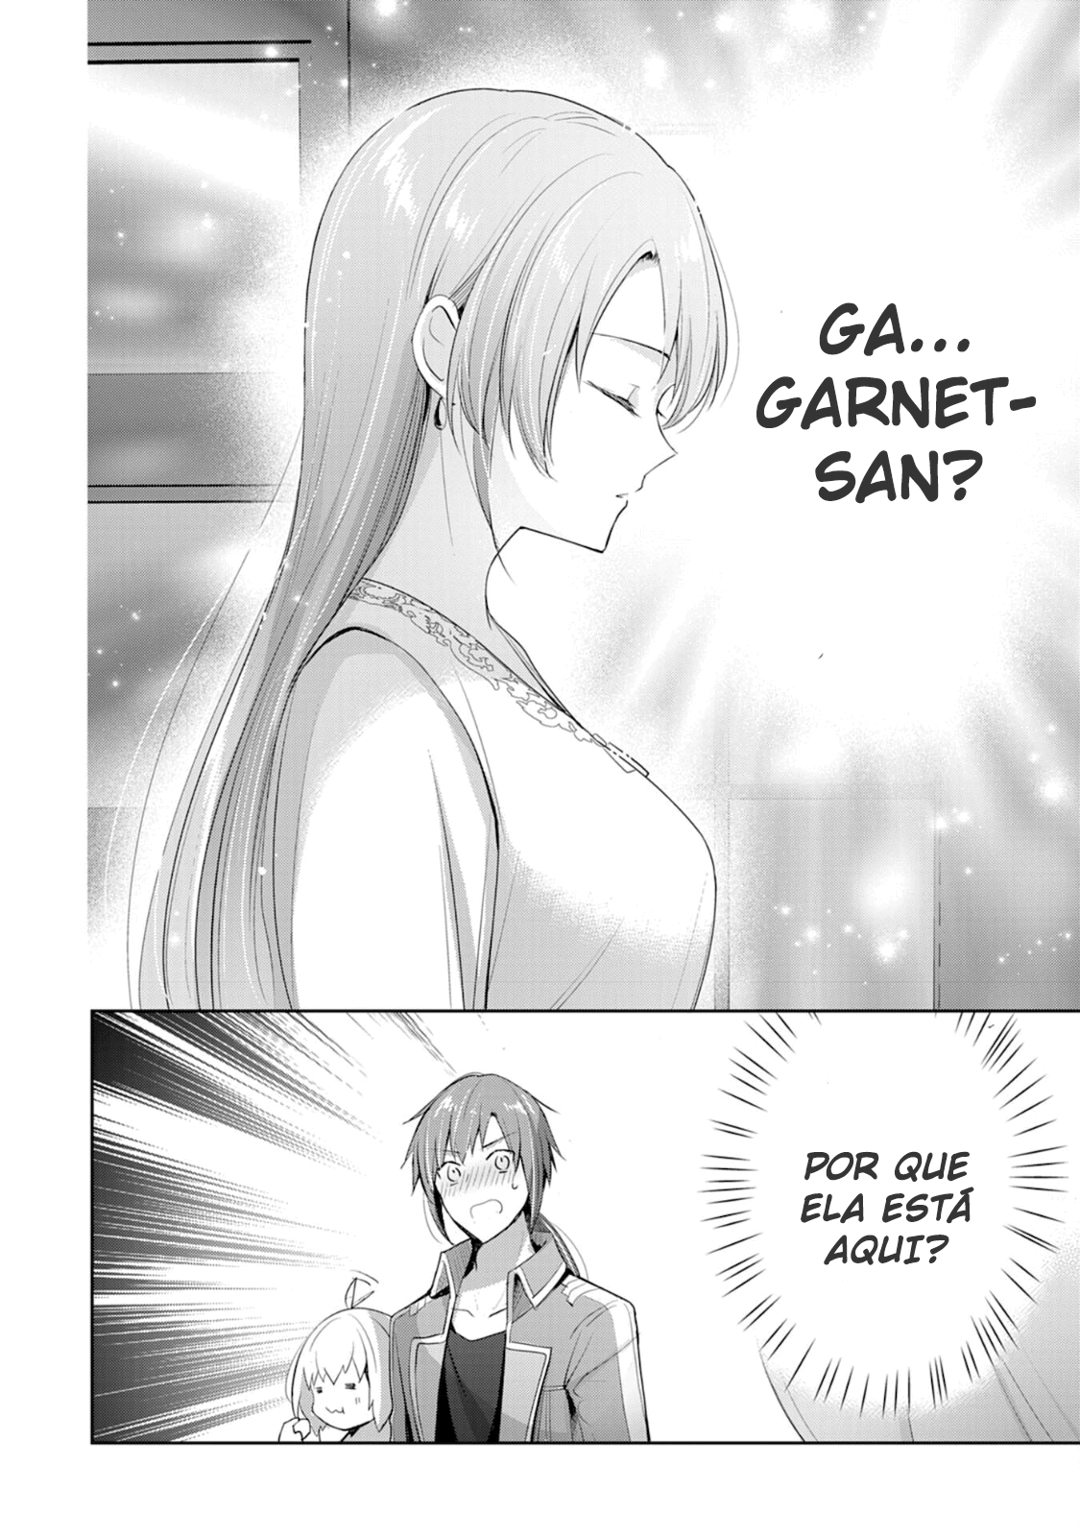 GA...
GARNET-
SAN?
POR QUE
ELA ESTÁ
AQUI?